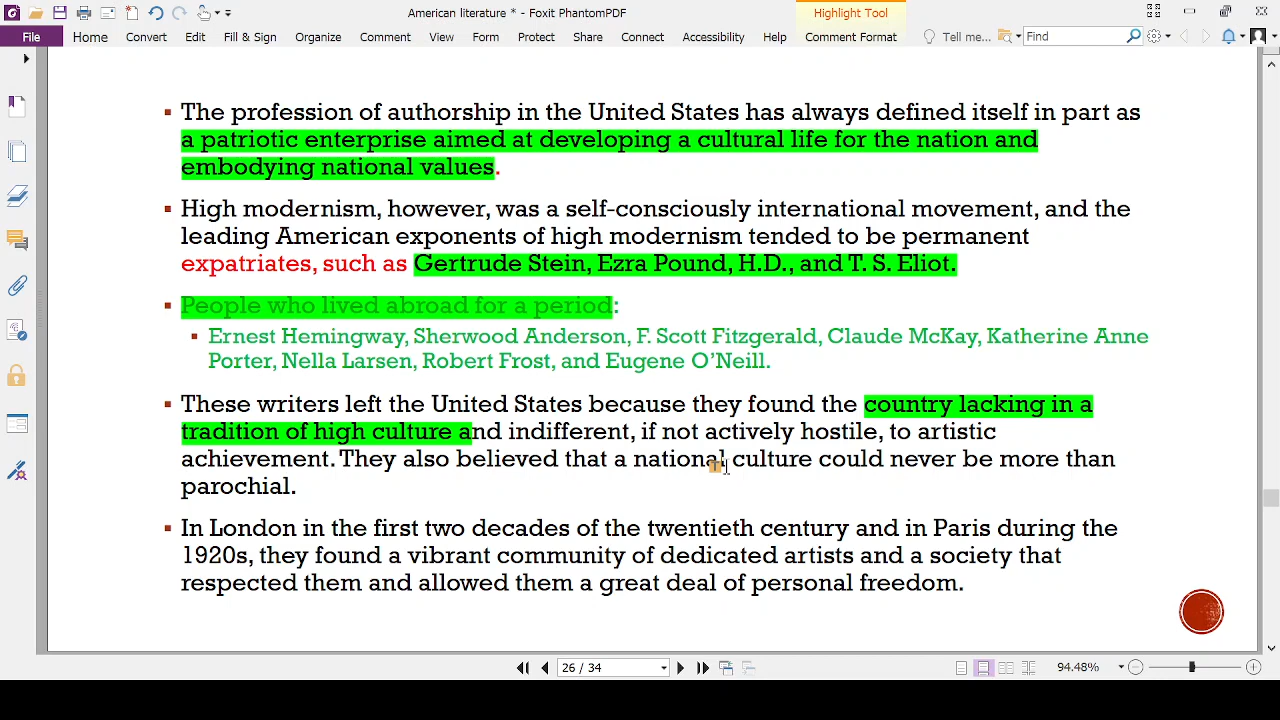 American literature * - Foxit PhantomPDF
Highlight Tool
File Home Convert Edit Fill & Sign Organize Comment View Form Protect Share Connect Accessibility Help Comment Format Tell me... Find
The profession of authorship in the United States has always defined itself in part as
a patriotic enterprise aimed at developing a cultural life for the nation and
embodying national values.
High modernism, however, was a self-consciously international movement, and the
leading American exponents of high modernism tended to be permanent
expatriates, such as Gertrude Stein, Ezra Pound, H.D., and T. S. Eliot.
People who lived abroad for a period:
Ernest Hemingway, Sherwood Anderson, F. Scott Fitzgerald, Claude McKay, Katherine Anne
Porter, Nella Larsen, Robert Frost, and Eugene O’Neill.
These writers left the United States because they found the country lacking in a
tradition of high culture and indifferent, if not actively hostile, to artistic
achievement. They also believed that a national culture could never be more than
parochial.
In London in the first two decades of the twentieth century and in Paris during the
1920s, they found a vibrant community of dedicated artists and a society that
respected them and allowed them a great deal of personal freedom.
26 / 34
94.48%